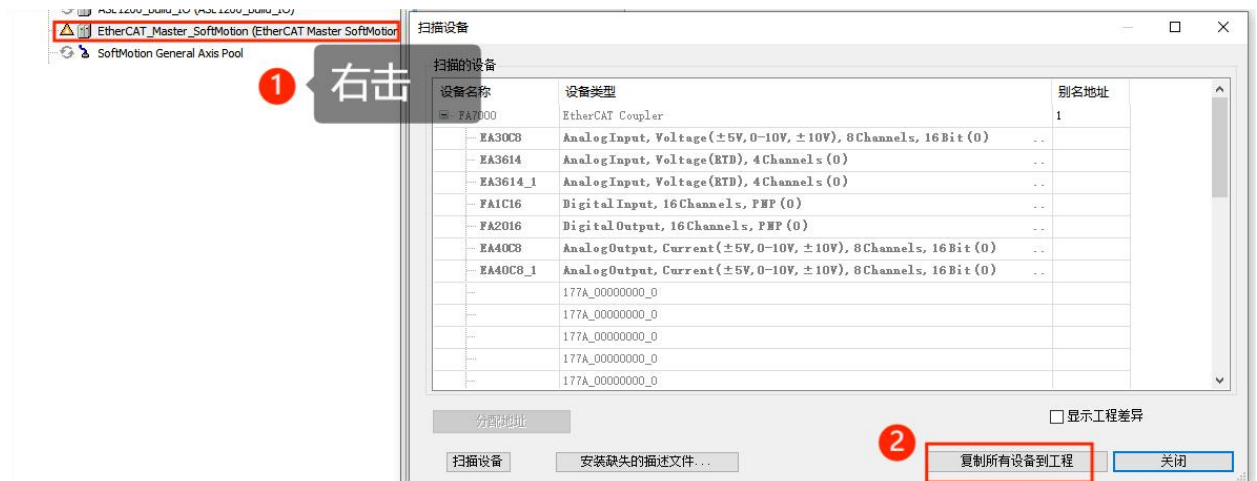 EtherCAT_Master_SoftMotion (EtherCAT Master SoftMotion
SoftMotion General Axis Pool
1
右击
扫描设备
扫描的设备
设备名称 设备类型 别名地址
FA7000 EtherCAT Coupler 1
EA30C8 AnalogInput, Voltage(±5V,0-10V,±10V), 8Channels, 16Bit(0) ..
EA3614 AnalogInput, Voltage(RTD), 4Channels(0) ..
EA3614_1 AnalogInput, Voltage(RTD), 4Channels(0) ..
FA1C16 DigitalInput, 16Channels, PNP(0) ..
FA2016 DigitalOutput, 16Channels, PNP(0) ..
EA40C8 AnalogOutput, Current(±5V,0-10V,±10V), 8Channels, 16Bit(0) ..
EA40C8_1 AnalogOutput, Current(±5V,0-10V,±10V), 8Channels, 16Bit(0) ..
177A_00000000_0
177A_00000000_0
177A_00000000_0
177A_00000000_0
177A_00000000_0
分配地址
显示工程差异
2
扫描设备 安装缺失的描述文件... 复制所有设备到工程 关闭